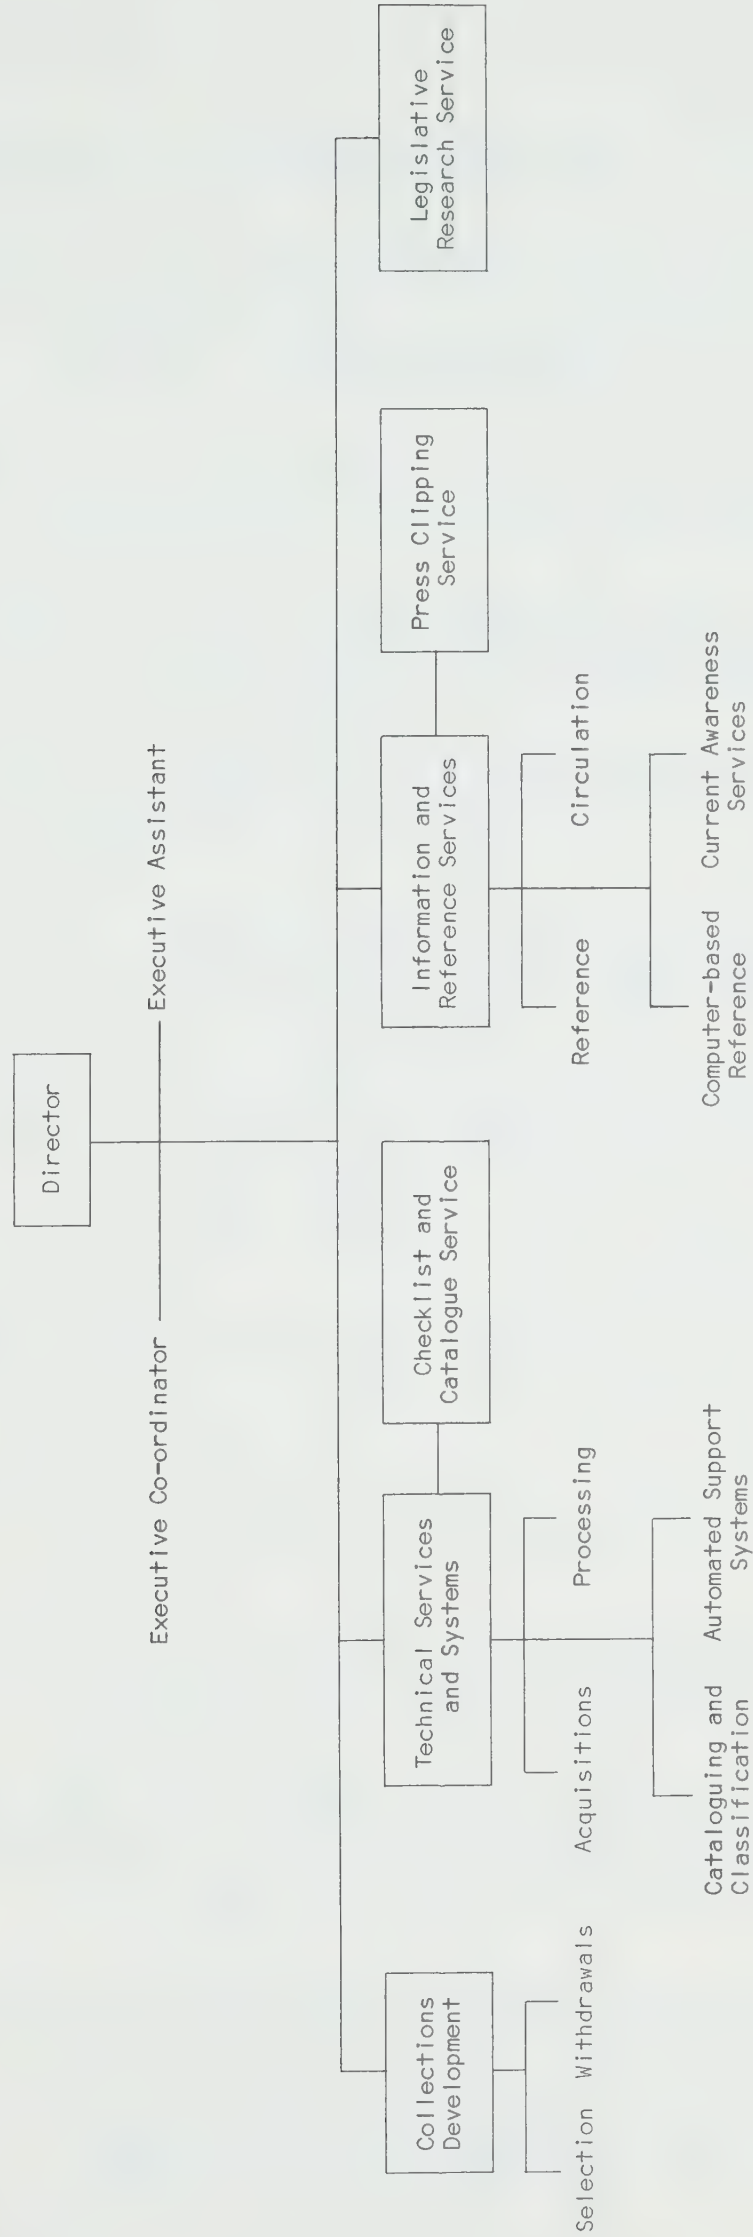 Director
Executive Co-ordinator
Executive Assistant
Collections
Development
Selection
Withdrawals
Technical Services
and Systems
Acquisitions
Processing
Cataloguing and
Classification
Automated Support
Systems
Checklist and
Catalogue Service
Information and
Reference Services
Reference
Circulation
Computer-based
Reference
Current Awareness
Services
Press Clipping
Service
Legislative
Research Service